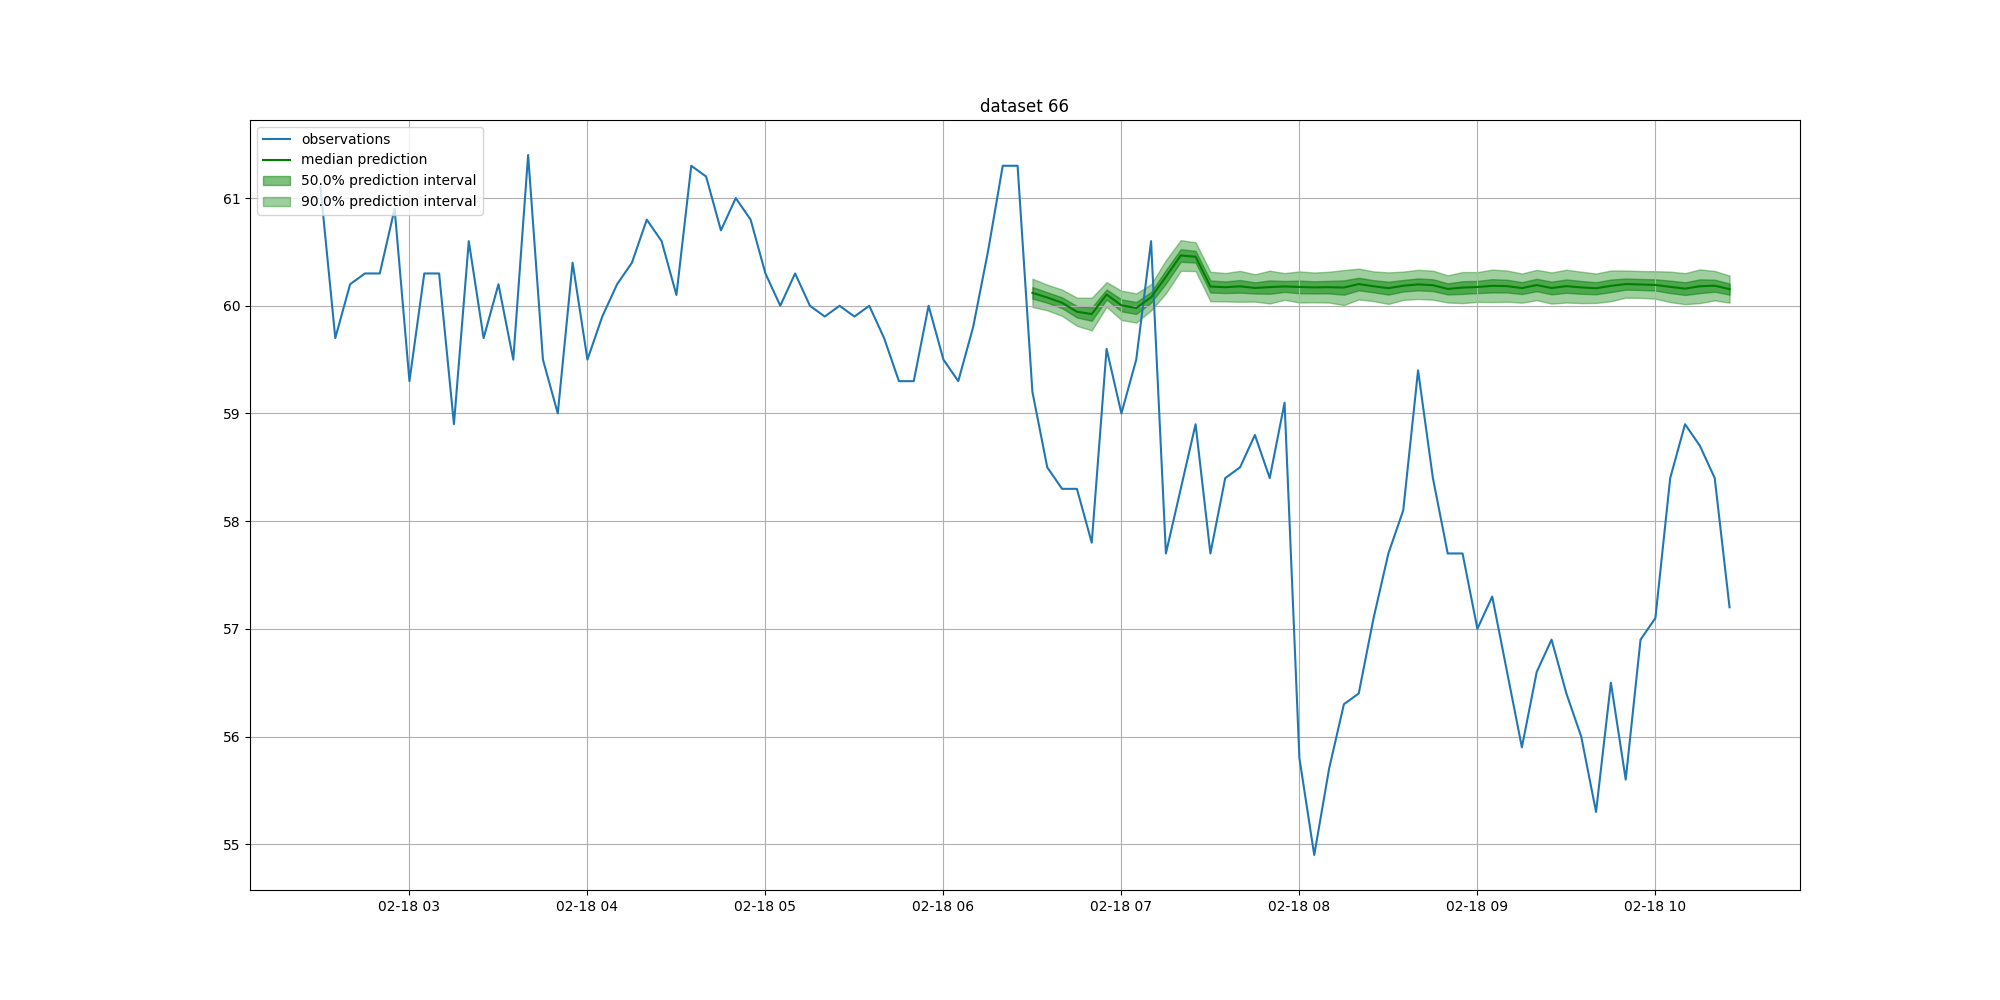 dataset 66
observations
median prediction
50.0% prediction interval
90.0% prediction interval
61
60
59
58
57
56
55
02-18 03 02-18 04 02-18 05 02-18 06 02-18 07 02-18 08 02-18 09 02-18 10